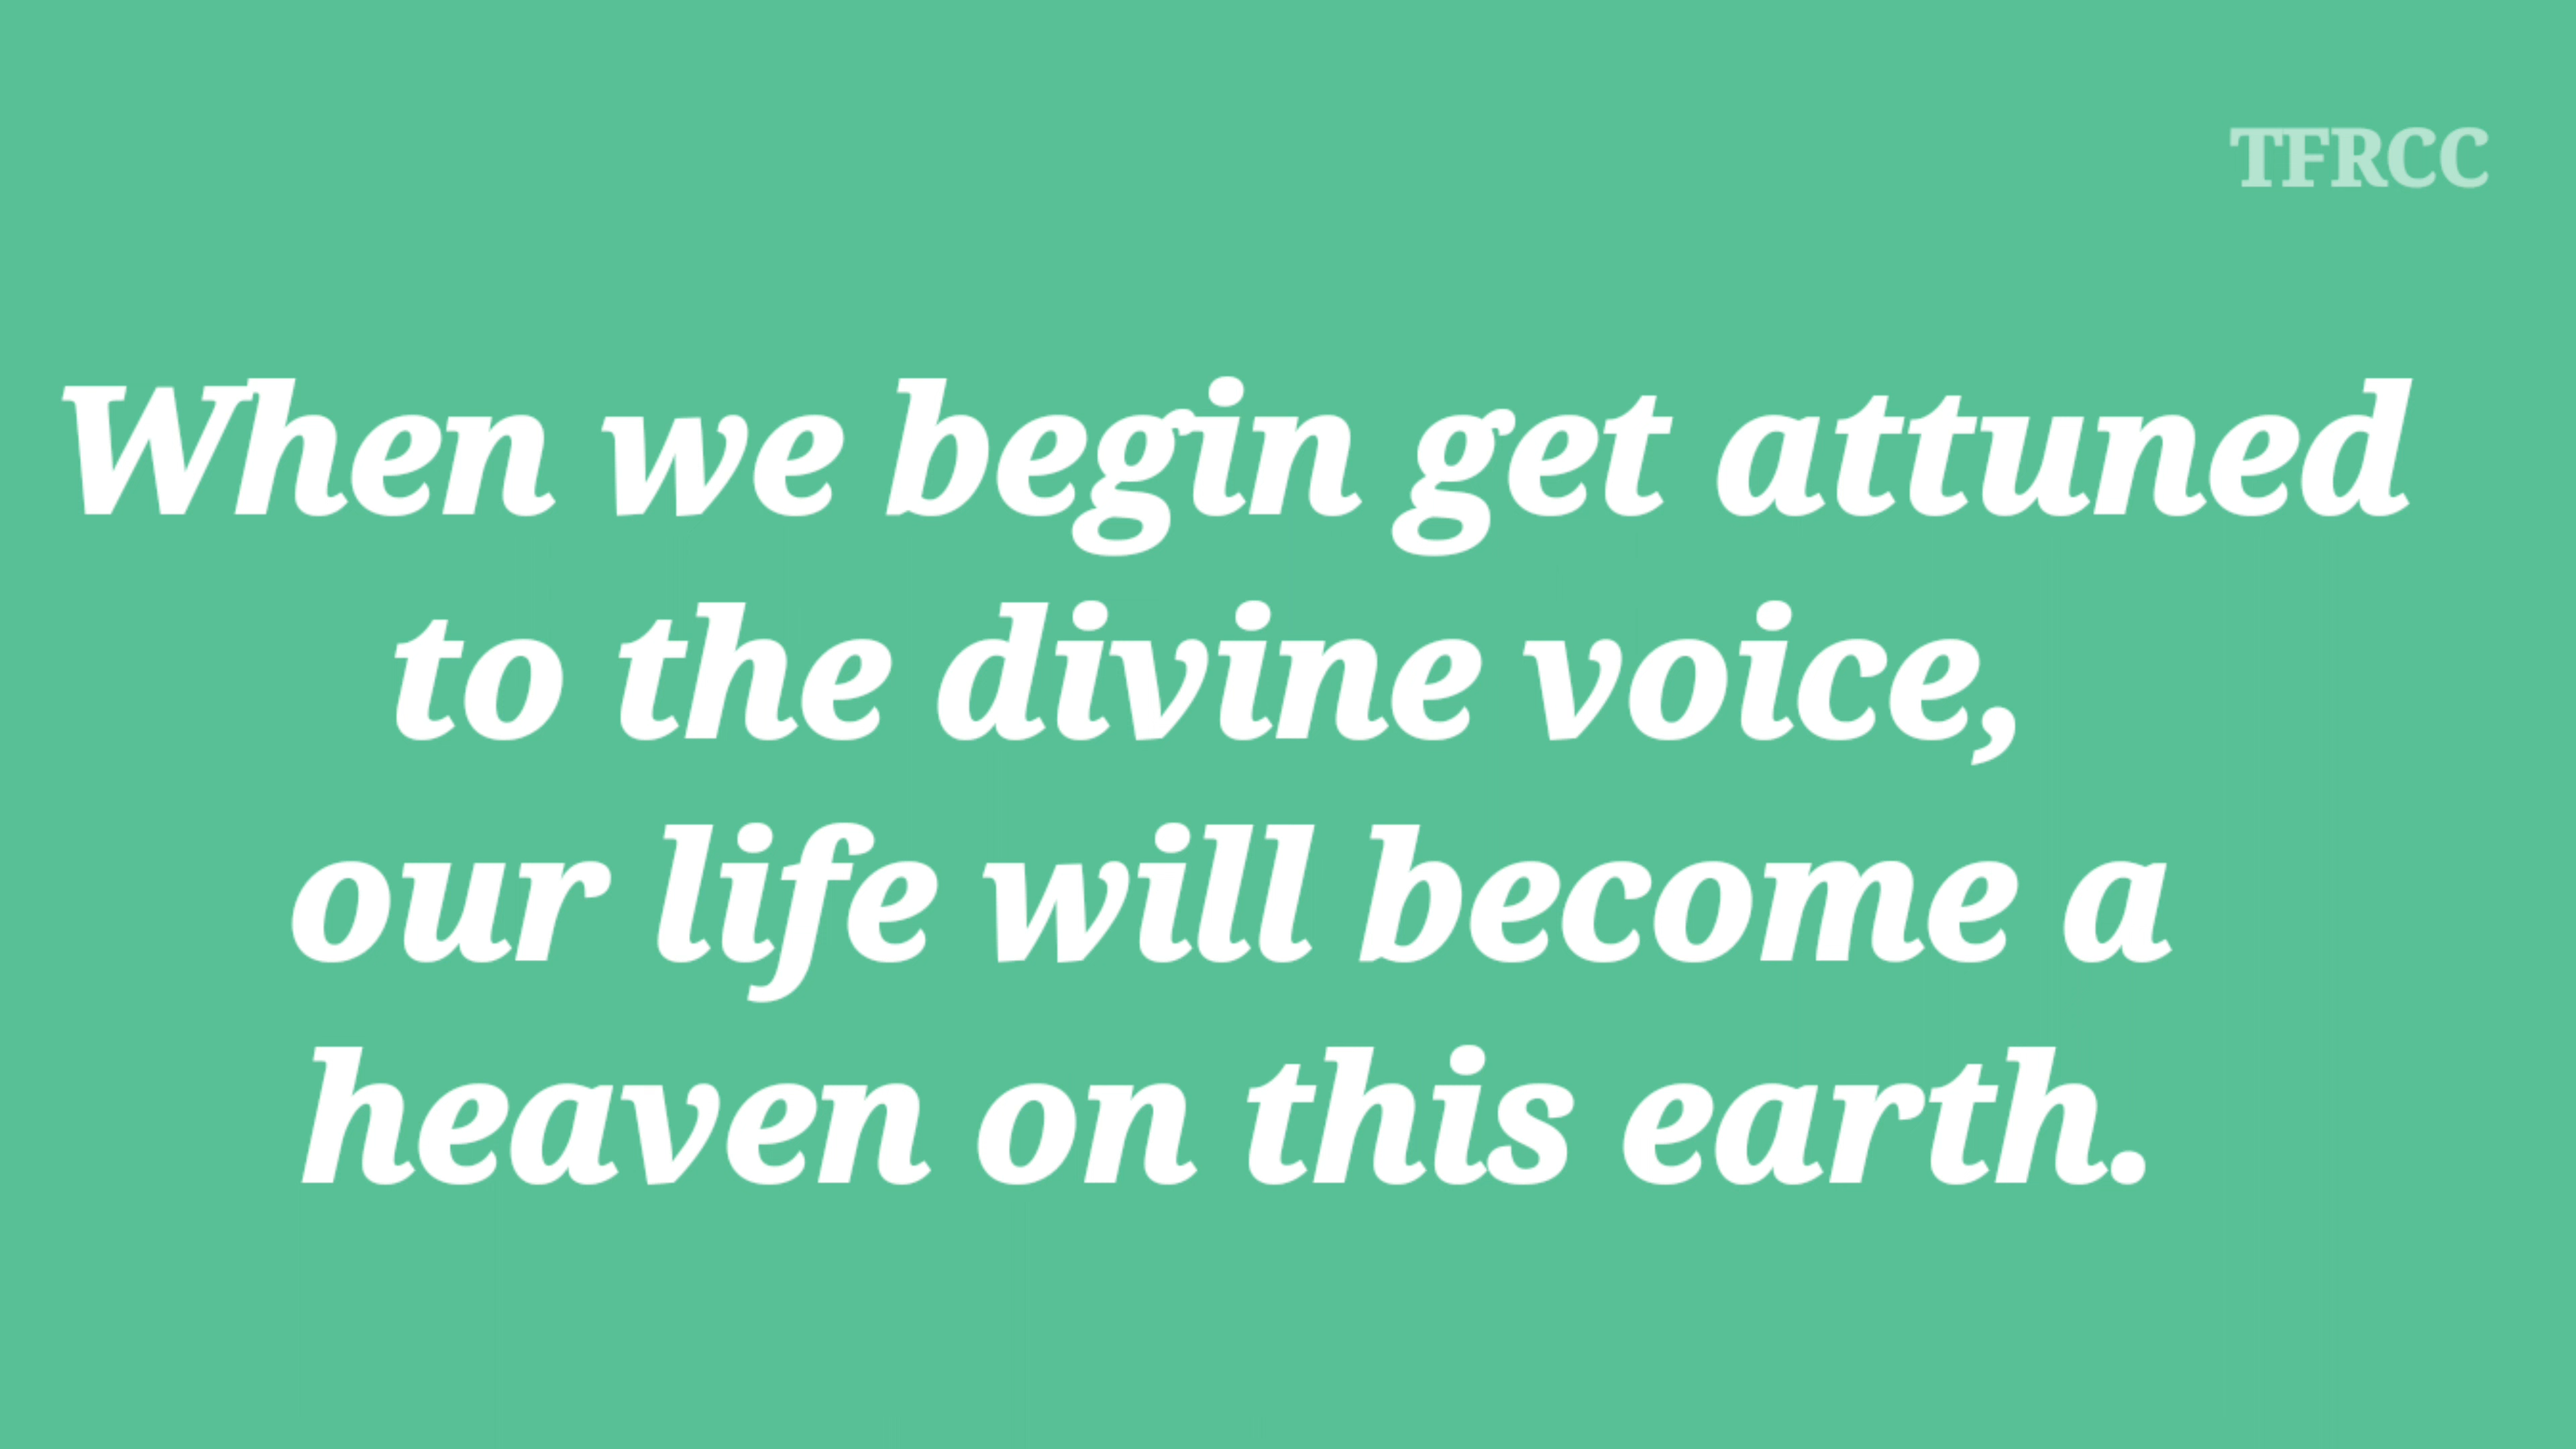 TFRCC
When we begin get attuned
to the divine voice,
our life will become a
heaven on this earth.